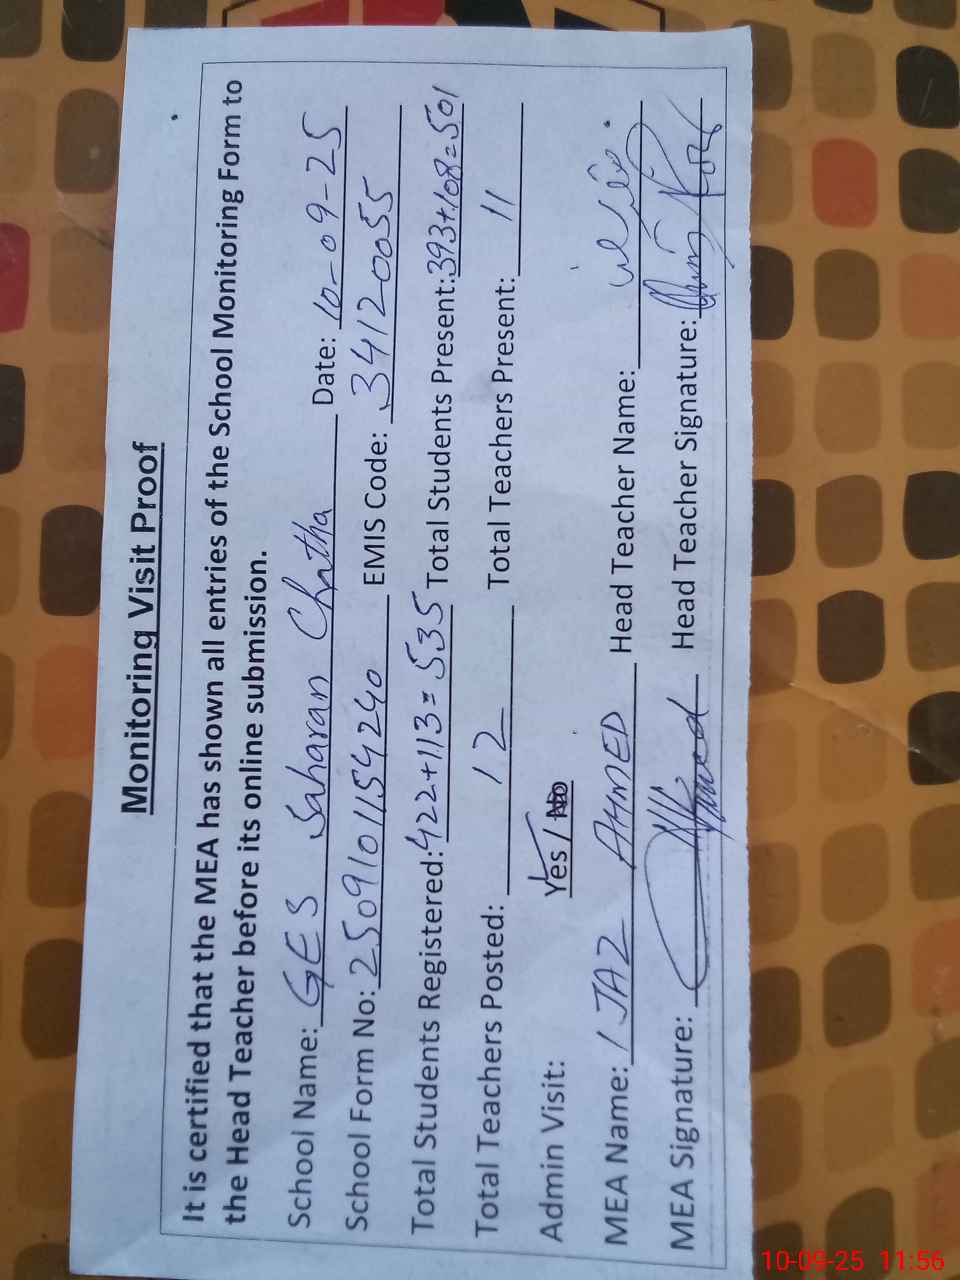 Monitoring Visit Proof
It is certified that the MEA has shown all entries of the School Monitoring Form to
the Head Teacher before its online submission.
School Name: GES Saharan Chatha Date: 10-09-25
School Form No: 2509101154240 EMIS Code: 34120055
Total Students Registered: 422+113=535 Total Students Present: 393+108=501
Total Teachers Posted: 12 Total Teachers Present: 11
Admin Visit: Yes / No
MEA Name: IJAZ AHMED Head Teacher Name:
MEA Signature: Head Teacher Signature:
10-09-25 11:56